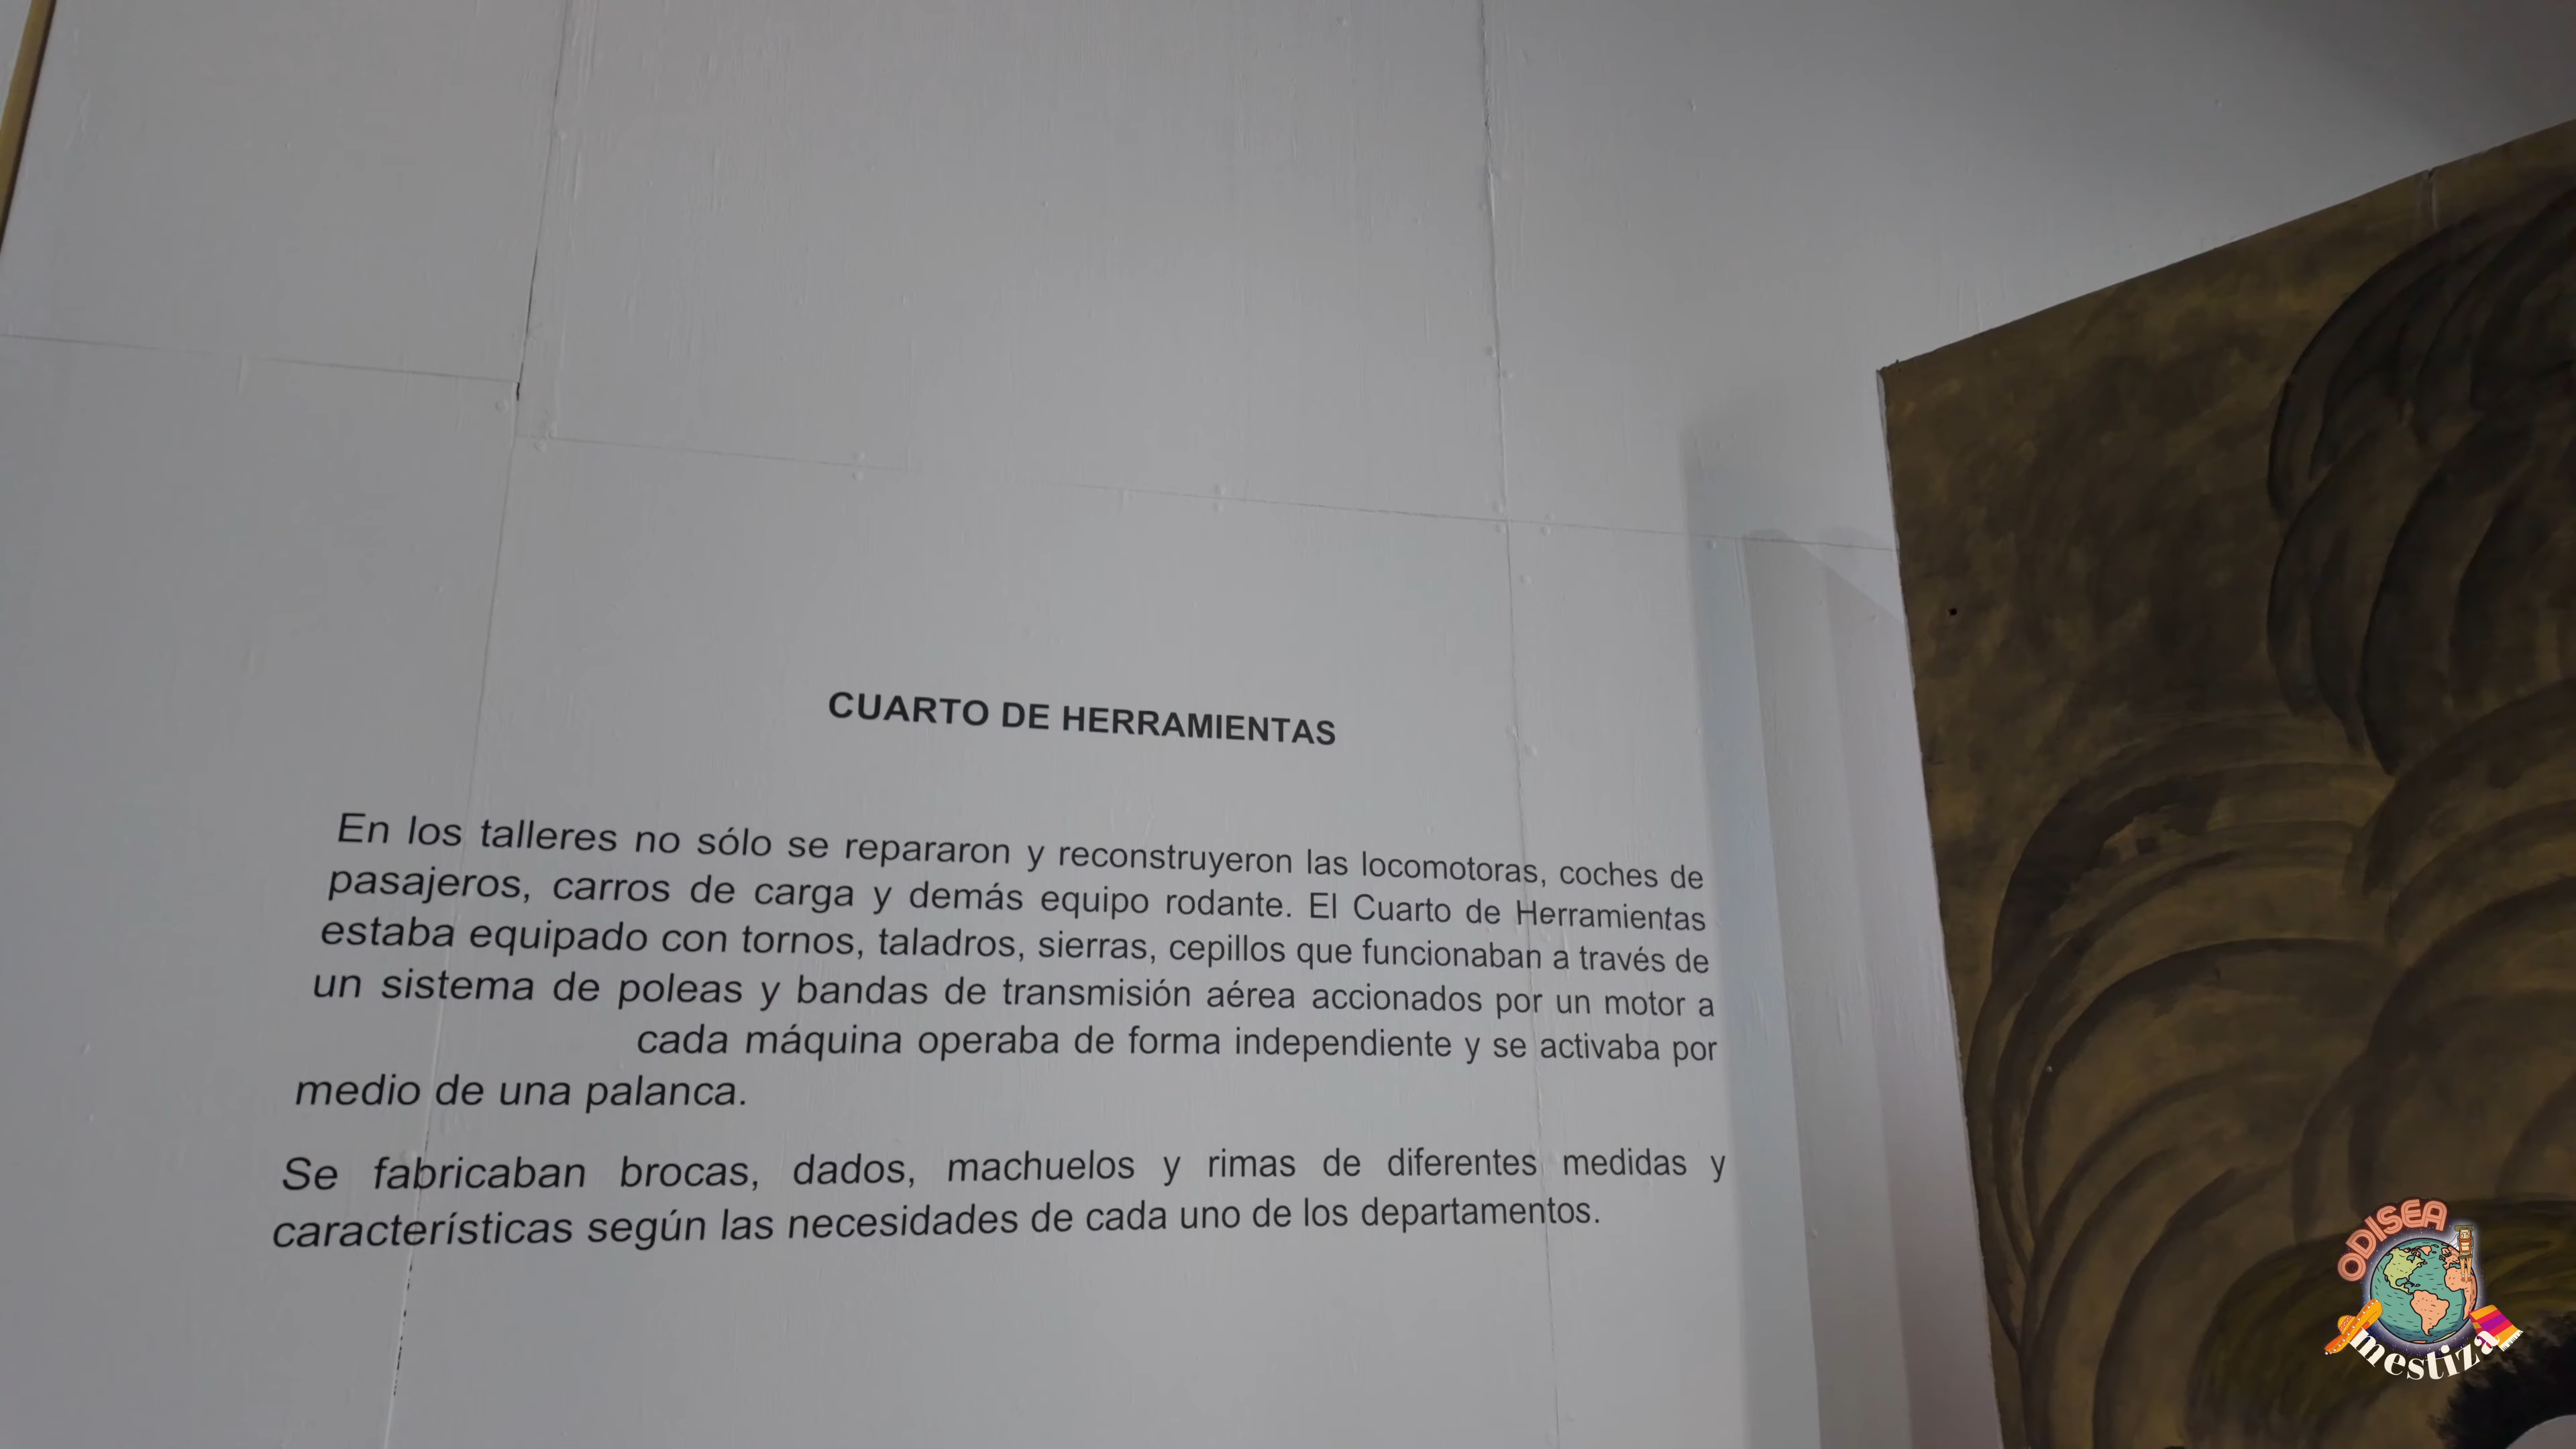 CUARTO DE HERRAMIENTAS
En los talleres no sólo se repararon y reconstruyeron las locomotoras, coches de
pasajeros, carros de carga y demás equipo rodante. El Cuarto de Herramientas
estaba equipado con tornos, taladros, sierras, cepillos que funcionaban a través de
un sistema de poleas y bandas de transmisión aérea accionados por un motor a
cada máquina operaba de forma independiente y se activaba por
medio de una palanca.
Se fabricaban brocas, dados, machuelos y rimas de diferentes medidas y
características según las necesidades de cada uno de los departamentos.
ODISEA
mestiza